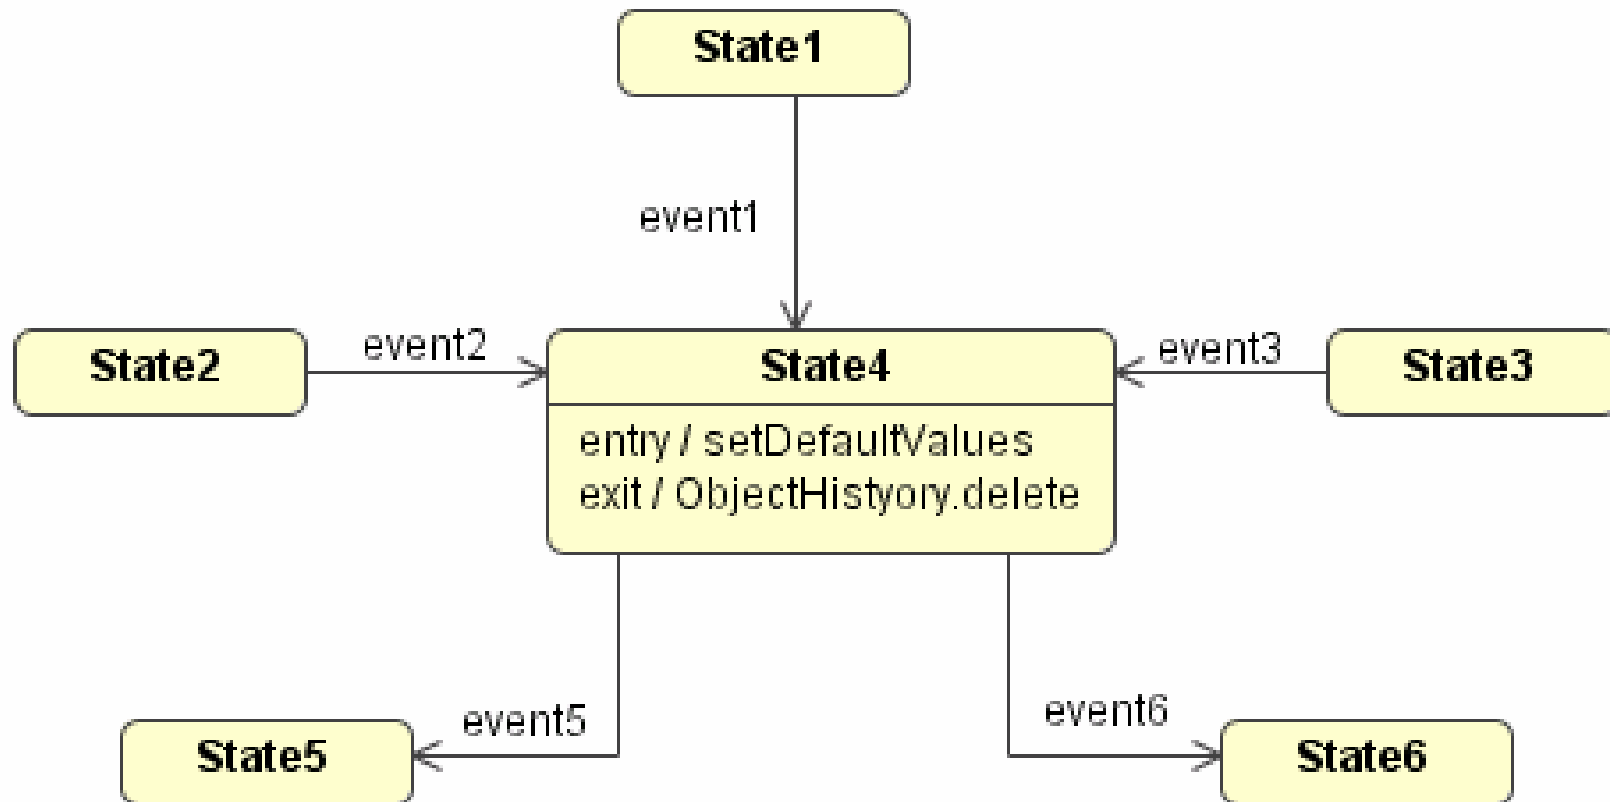 State1
event1
State2
event2
State4
event3
State3
entry / setDefaultValues
exit / ObjectHistyory.delete
event5
event6
State5
State6